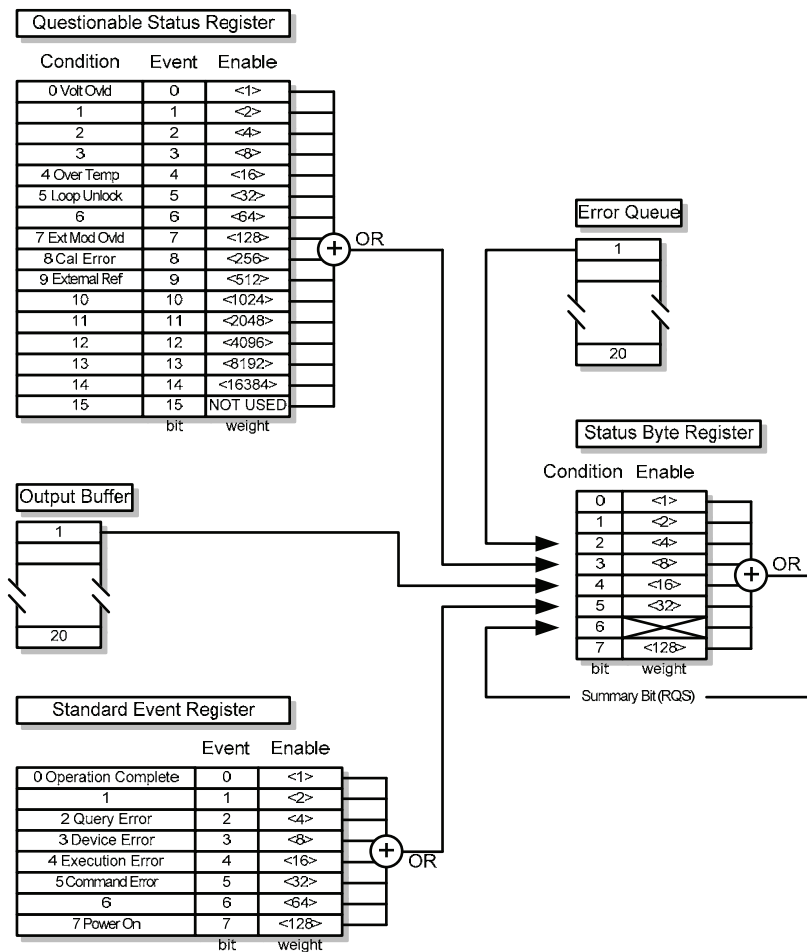 Questionable Status Register
Condition Event Enable
0 Volt Ovld 0 <1>
1 1 <2>
2 2 <4>
3 3 <8>
4 Over Temp 4 <16>
5 Loop Unlock 5 <32>
6 6 <64>
7 Ext Mod Ovld 7 <128>
8 Cal Error 8 <256>
9 External Ref 9 <512>
10 10 <1024>
11 11 <2048>
12 12 <4096>
13 13 <8192>
14 14 <16384>
15 15 NOT USED
bit weight
+ OR
Error Queue
1
20
Status Byte Register
Condition Enable
0 <1>
1 <2>
2 <4>
3 <8>
4 <16>
5 <32>
6
7 <128>
bit weight
+ OR
Summary Bit (RQS)
Output Buffer
1
20
Standard Event Register
Event Enable
0 Operation Complete 0 <1>
1 1 <2>
2 Query Error 2 <4>
3 Device Error 3 <8>
4 Execution Error 4 <16>
5 Command Error 5 <32>
6 6 <64>
7 Power On 7 <128>
bit weight
+ OR